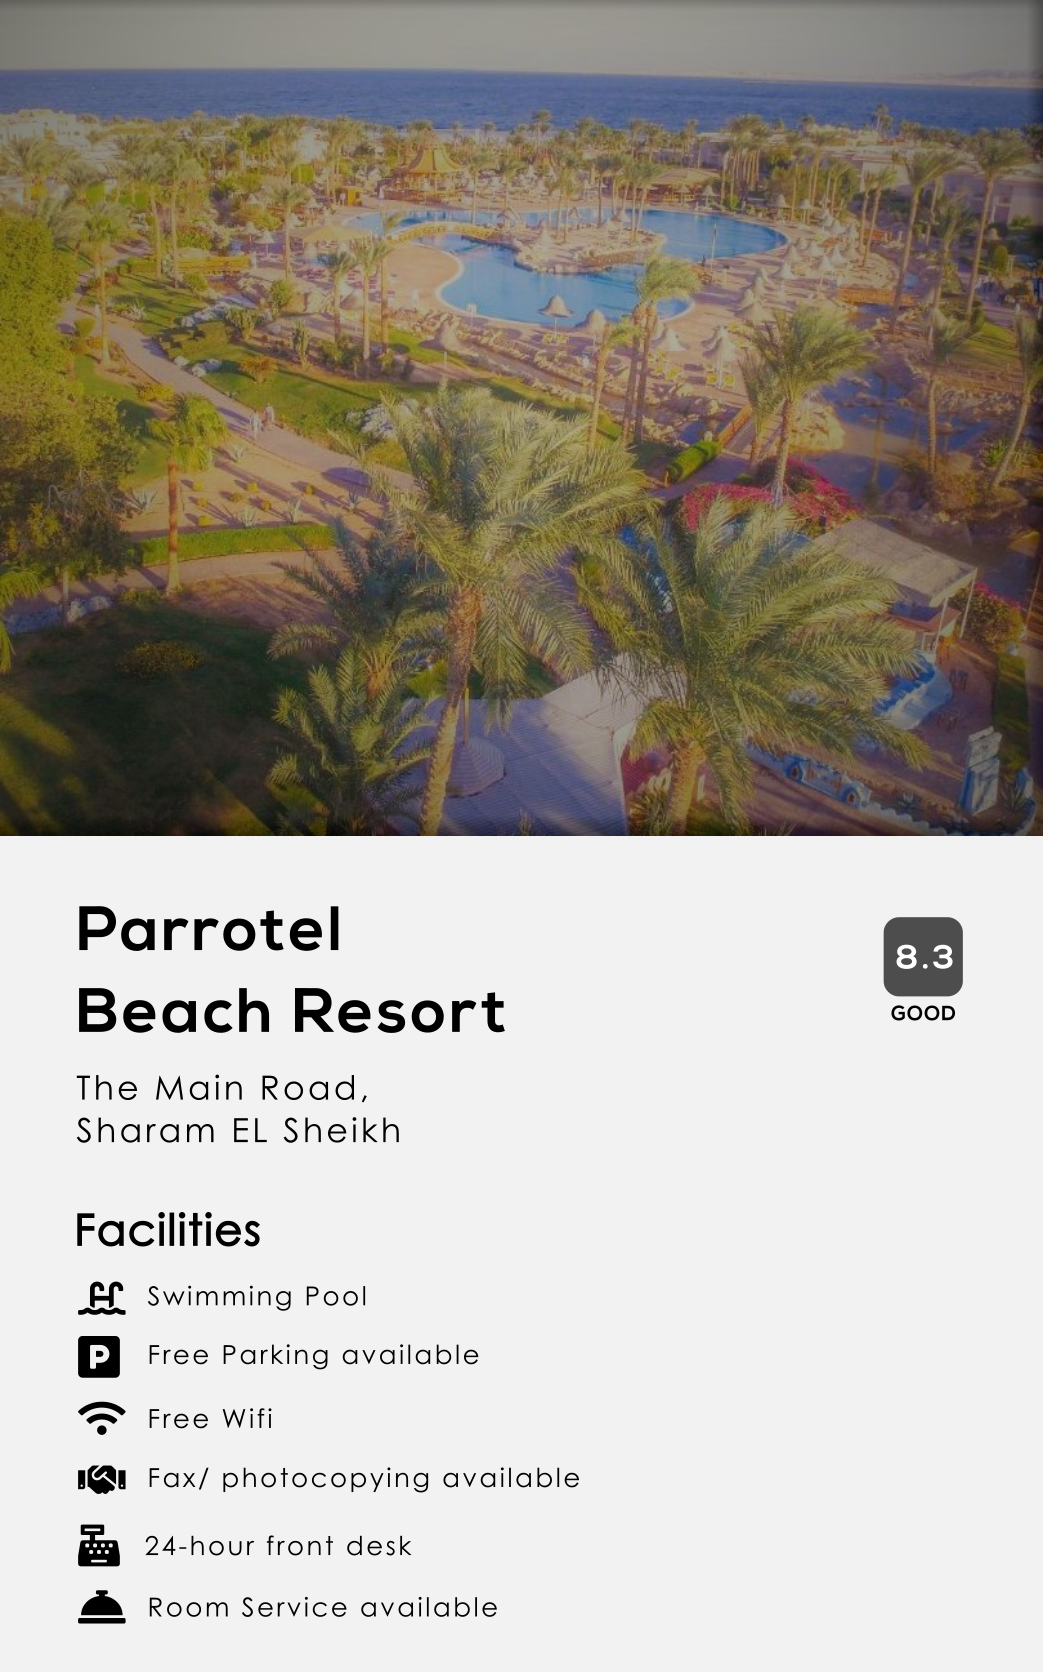 Parrotel
Beach Resort
8.3
GOOD
The Main Road,
Sharam EL Sheikh
Facilities
Swimming Pool
P Free Parking available
Free Wifi
Fax/ photocopying available
24-hour front desk
Room Service available